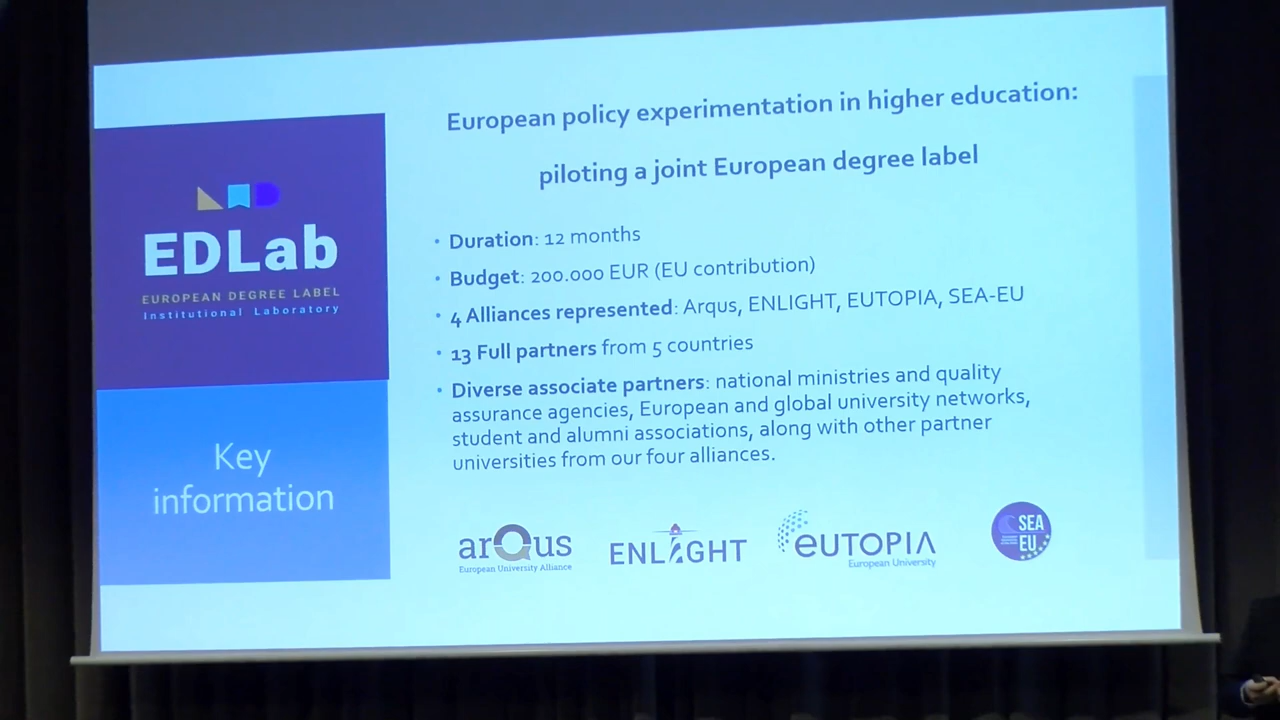 European policy experimentation in higher education:
piloting a joint European degree label
EDLab
EUROPEAN DEGREE LABEL
Institutional Laboratory
Key
information
• Duration: 12 months
• Budget: 200.000 EUR (EU contribution)
• 4 Alliances represented: Arqus, ENLIGHT, EUTOPIA, SEA-EU
• 13 Full partners from 5 countries
• Diverse associate partners: national ministries and quality
assurance agencies, European and global university networks,
student and alumni associations, along with other partner
universities from our four alliances.
arQus
European University Alliance
ENLIGHT
eUTOPIA
European University
SEA
EU